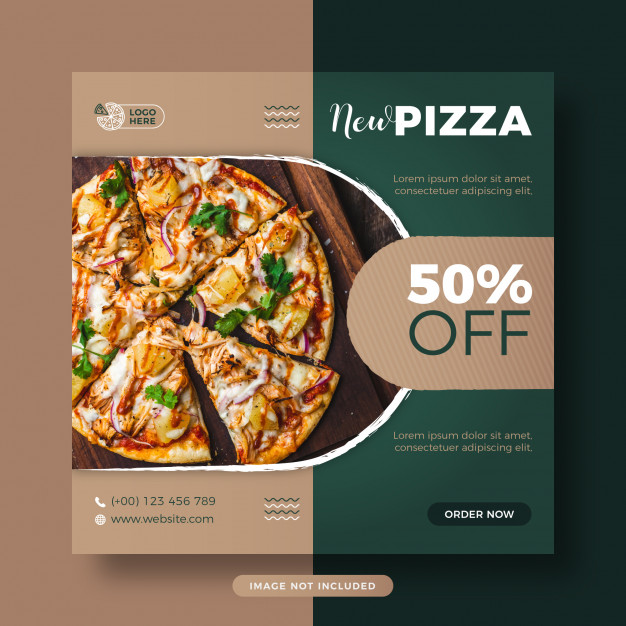 LOGO
HERE
New PIZZA
Lorem ipsum dolor sit amet,
consectetuer adipiscing elit.
50%
OFF
Lorem ipsum dolor sit amet,
consectetuer adipiscing elit.
(+00) 123 456 789
www.website.com
ORDER NOW
IMAGE NOT INCLUDED